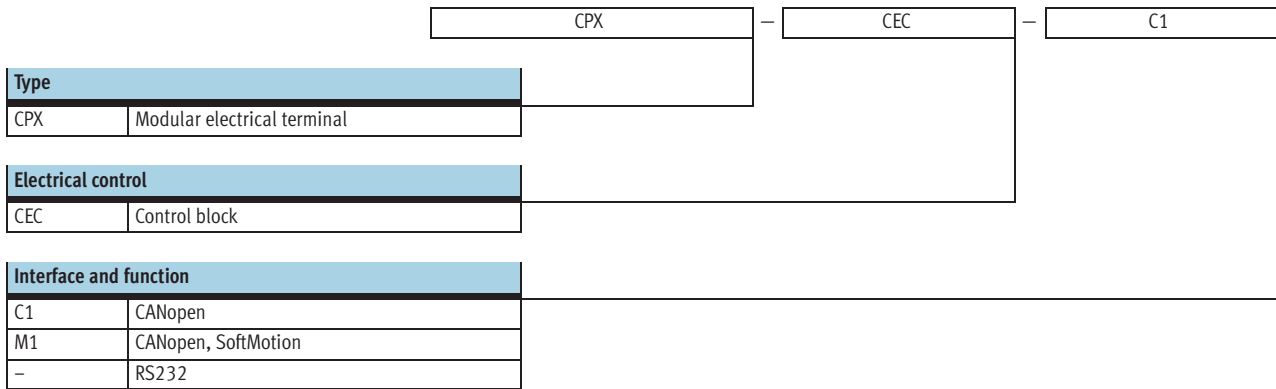 CPX – CEC – C1
Type
CPX Modular electrical terminal
Electrical control
CEC Control block
Interface and function
C1 CANopen
M1 CANopen, SoftMotion
– RS232